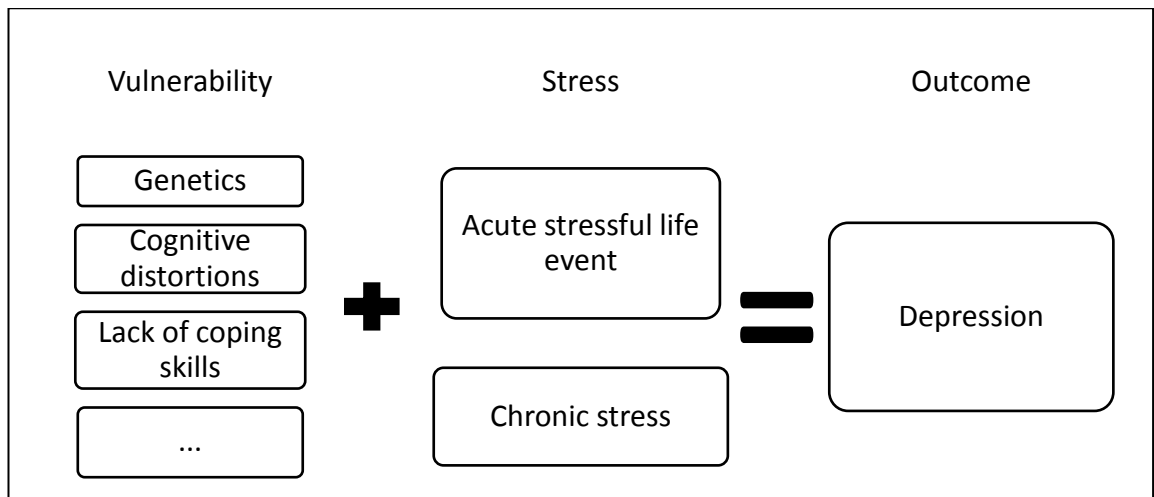 Vulnerability
Stress
Outcome
Genetics
Cognitive
distortions
Lack of coping
skills
...
Acute stressful life
event
Chronic stress
Depression